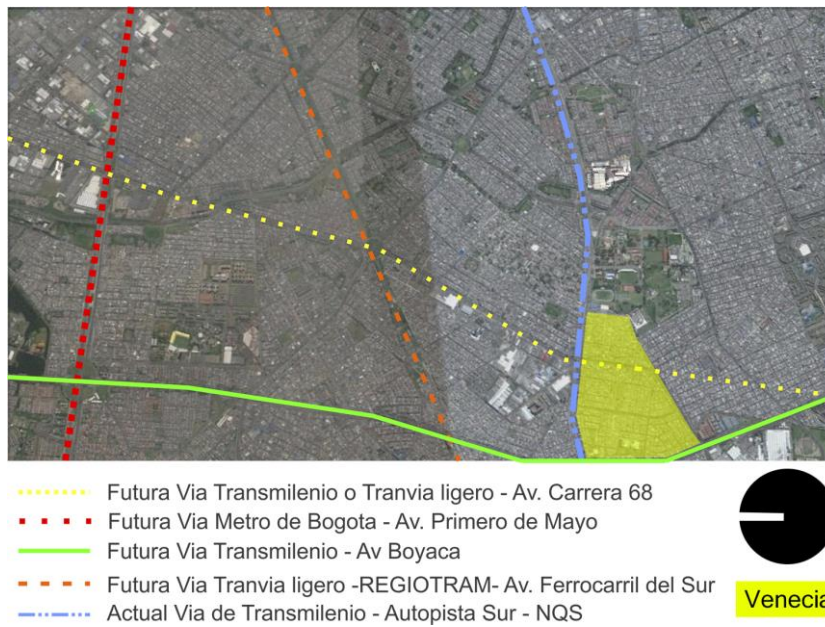 Futura Via Transmilenio o Tranvia ligero - Av. Carrera 68
Futura Via Metro de Bogota - Av. Primero de Mayo
Futura Via Transmilenio - Av Boyaca
Futura Via Tranvia ligero -REGIOTRAM- Av. Ferrocarril del Sur
Actual Via de Transmilenio - Autopista Sur - NQS
Venecia